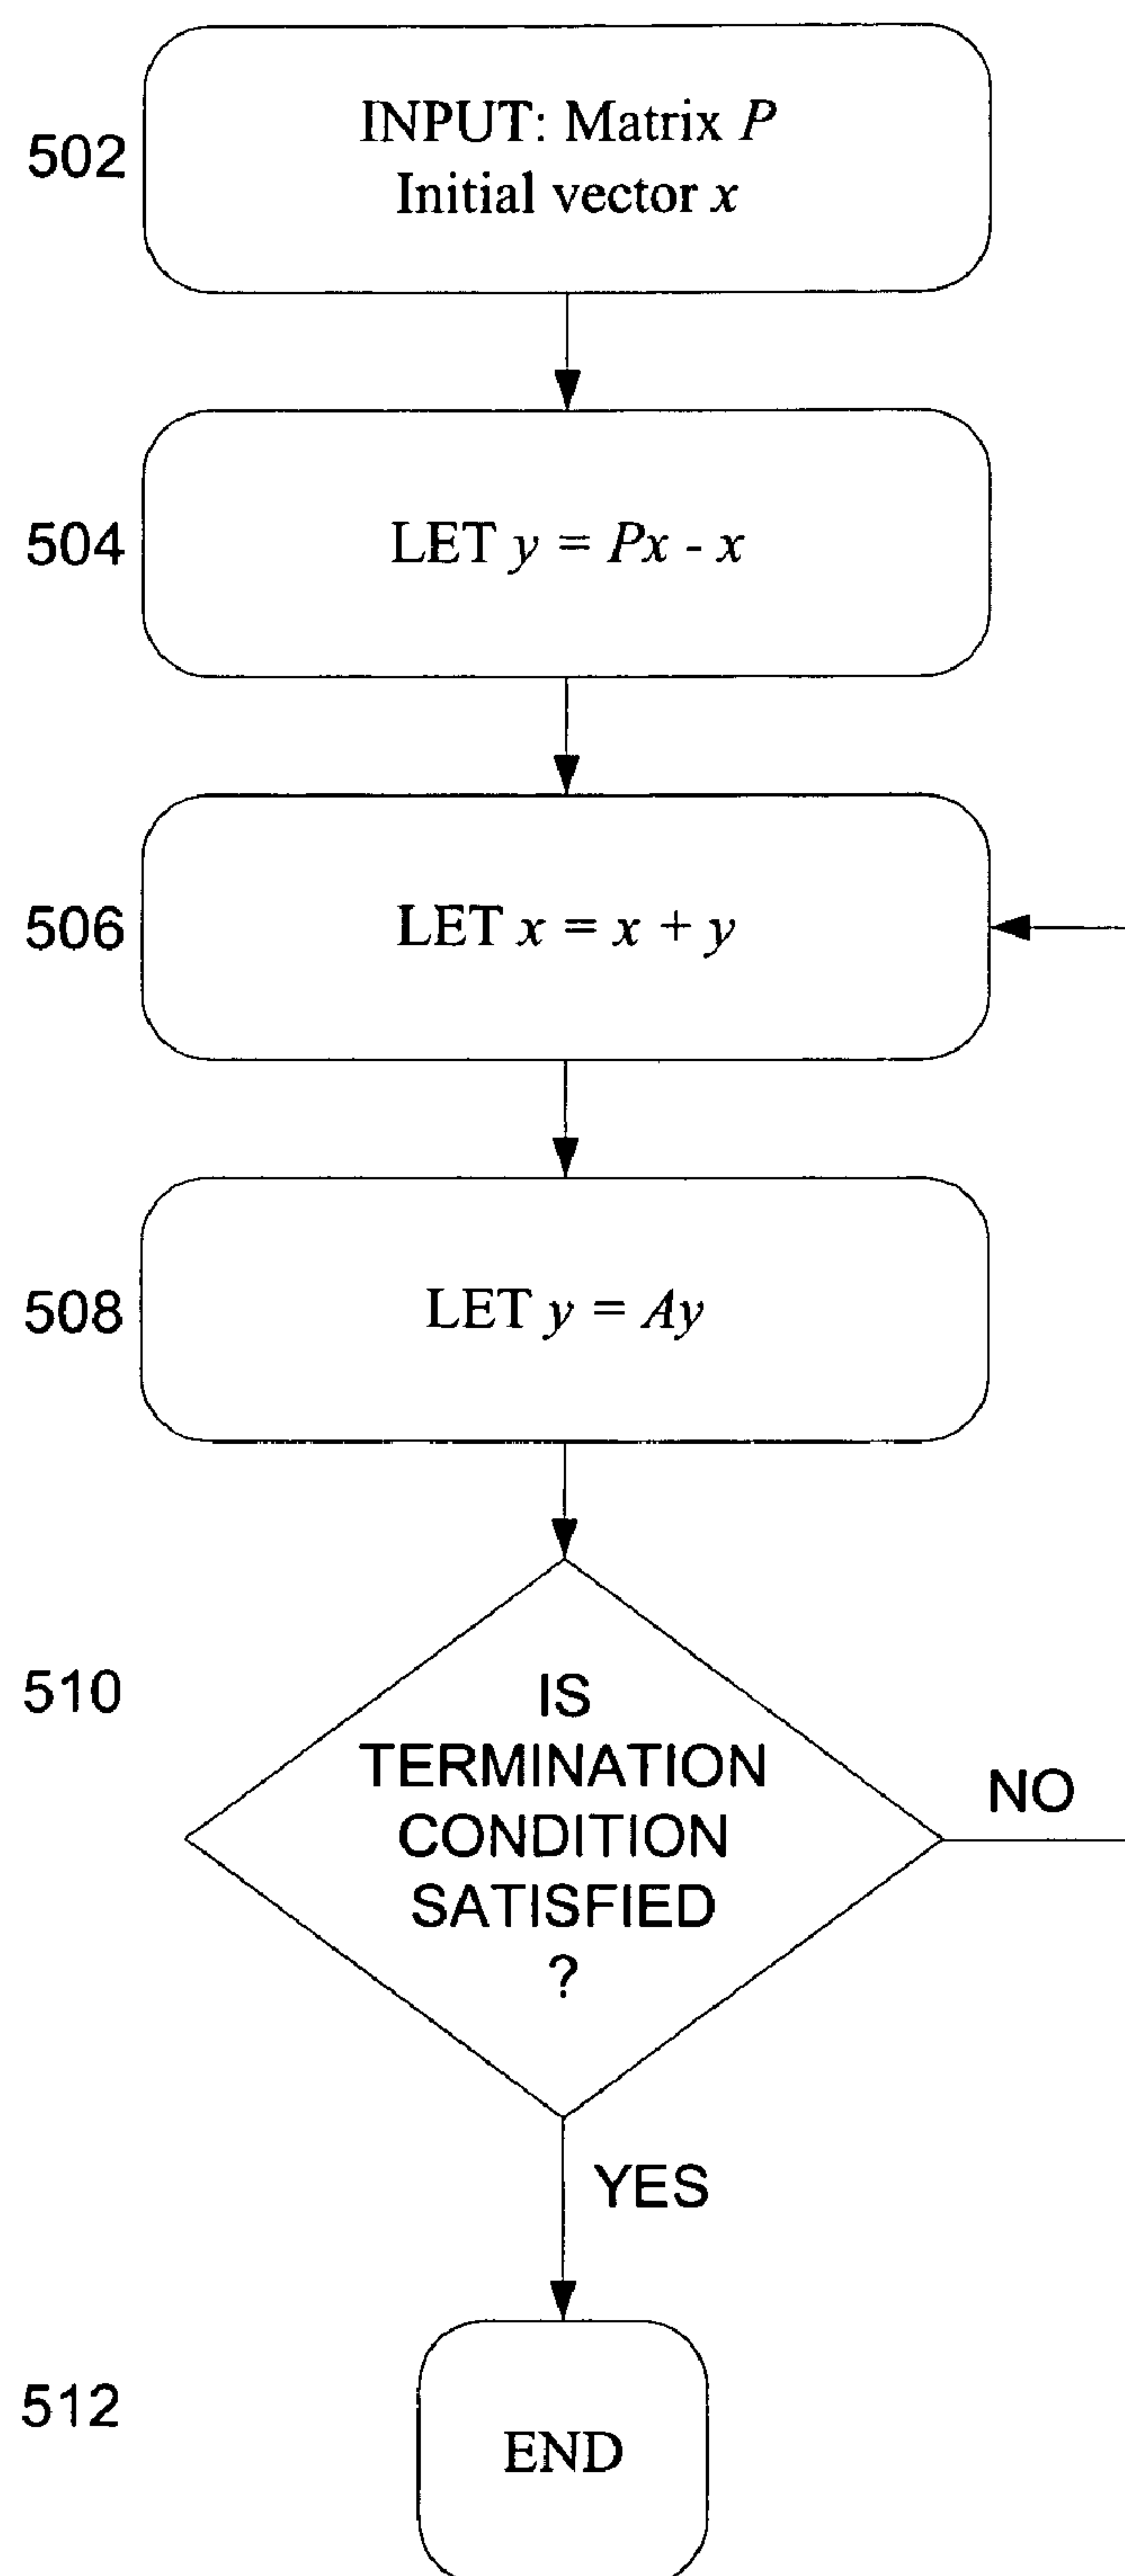 502
INPUT: Matrix P
Initial vector x
504
LET y = Px - x
506
LET x = x + y
508
LET y = Ay
510
IS
TERMINATION
CONDITION
SATISFIED
?
NO
YES
512
END